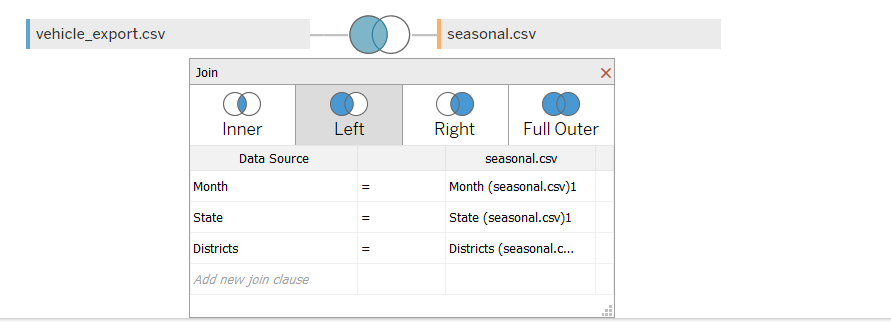 vehicle_export.csv seasonal.csv
Join
Inner Left Right Full Outer
Data Source seasonal.csv
Month = Month (seasonal.csv)1
State = State (seasonal.csv)1
Districts = Districts (seasonal.c...
Add new join clause